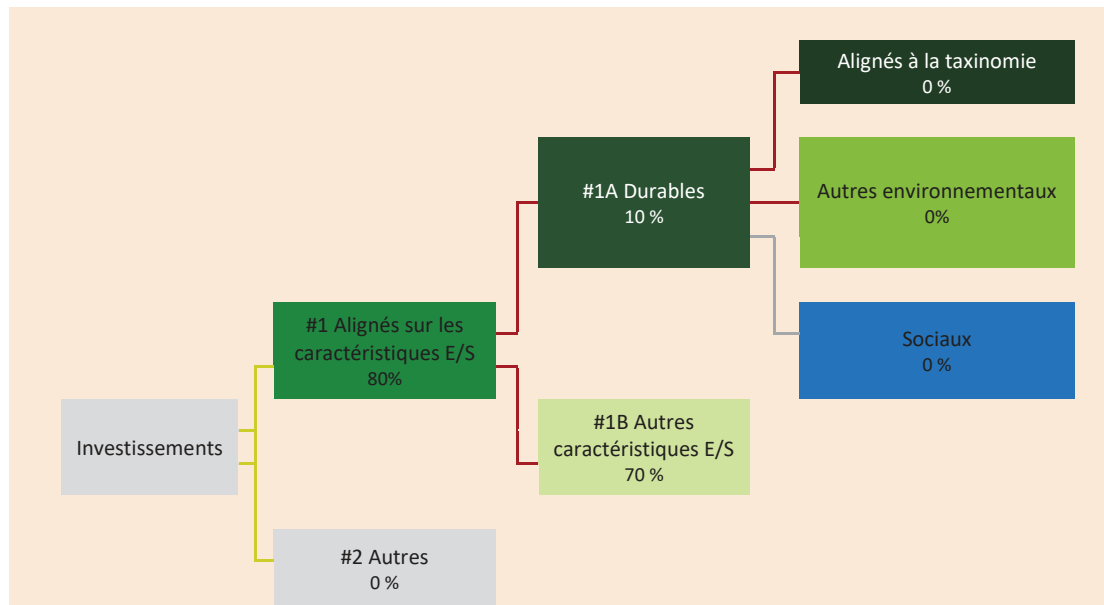 Alignés à la taxinomie
0 %
#1A Durables
10 %
Autres environnementaux
0%
#1 Alignés sur les
caractéristiques E/S
80%
Sociaux
0 %
Investissements
#1B Autres
caractéristiques E/S
70 %
#2 Autres
0 %